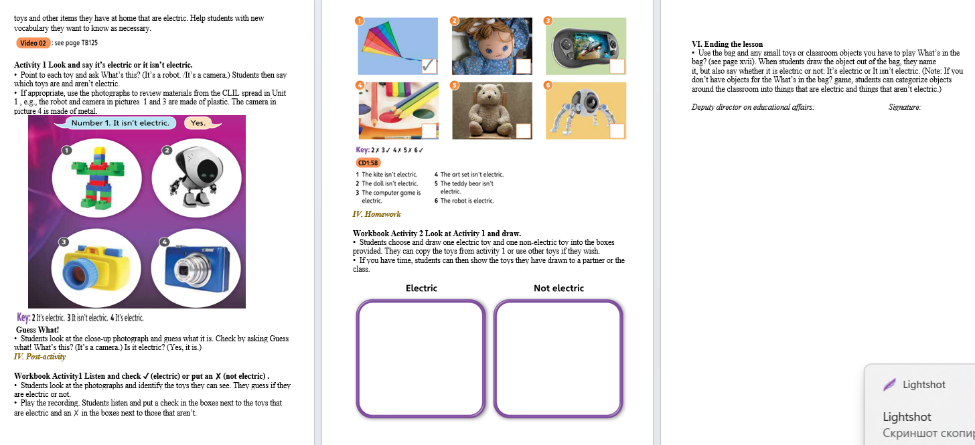 toys and other items they have at home that are electric. Help students with new
vocabulary they want to know as necessary.
Video 02 : see page TB125
Activity 1 Look and say it's electric or it isn't electric.
• Point to each toy and ask What's this? (It's a robot. /It's a camera.) Students then say
which toys are and aren't electric.
• If appropriate, use the photographs to review materials from the CLIL spread in Unit
1 , e.g., the robot and camera in pictures 1 and 3 are made of plastic. The camera in
picture 4 is made of metal.
Number 1. It isn't electric.
Yes.
1
2
3
4
Key: 2 It's electric. 3 It isn't electric. 4 It's electric.
Guess What!
• Students look at the close-up photograph and guess what it is. Check by asking Guess
what! What's this? (It's a camera.) Is it electric? (Yes, it is.)
IV. Post-activity
Workbook Activity1 Listen and check ✓ (electric) or put an ✗ (not electric) .
• Students look at the photographs and identify the toys they can see. They guess if they
are electric or not.
• Play the recording. Students listen and put a check in the boxes next to the toys that
are electric and an X in the boxes next to those that aren't.
1
2
3
4
5
6
Key: 2 ✗ 3 ✓ 4 ✗ 5 ✗ 6 ✓
CD1:58
1 The kite isn't electric.
2 The doll isn't electric.
3 The computer game is
electric.
4 The art set isn't electric.
5 The teddy bear isn't
electric.
6 The robot is electric.
IV. Homework
Workbook Activity 2 Look at Activity 1 and draw.
• Students choose and draw one electric toy and one non-electric toy into the boxes
provided. They can copy the toys from activity 1 or use other toys if they wish.
• If you have time, students can then show the toys they have drawn to a partner or the
class.
Electric
Not electric
VI. Ending the lesson
• Use the bag and any small toys or classroom objects you have to play What's in the
bag? (see page xvii). When students draw the object out of the bag, they name
it, but also say whether it is electric or not: It's electric or It isn't electric. (Note: If you
don't have objects for the What's in the bag? game, students can categorize objects
around the classroom into things that are electric and things that aren't electric.)
Deputy director on educational affairs: Signature:
Lightshot
Lightshot
Скриншот скопир